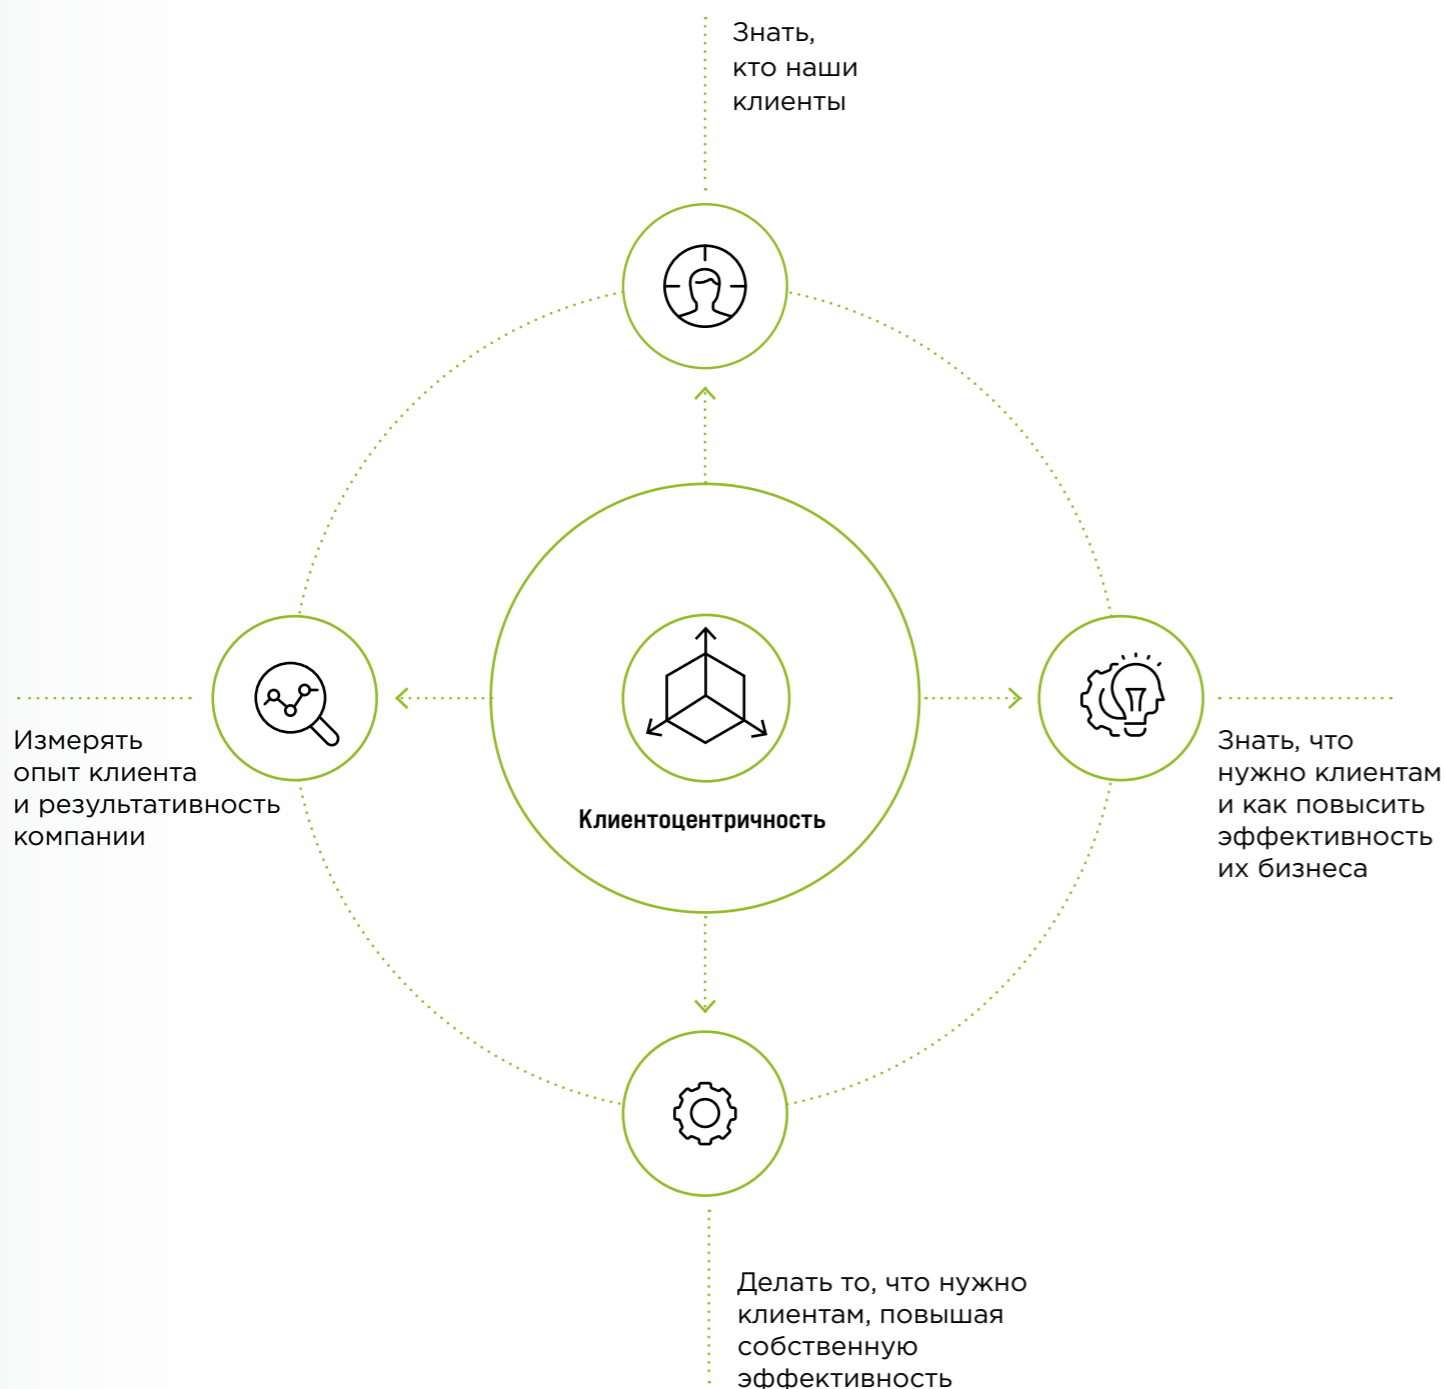 Знать,
кто наши
клиенты
Измерять
опыт клиента
и результативность
компании
Клиентоцентричность
Знать, что
нужно клиентам
и как повысить
эффективность
их бизнеса
Делать то, что нужно
клиентам, повышая
собственную
эффективность